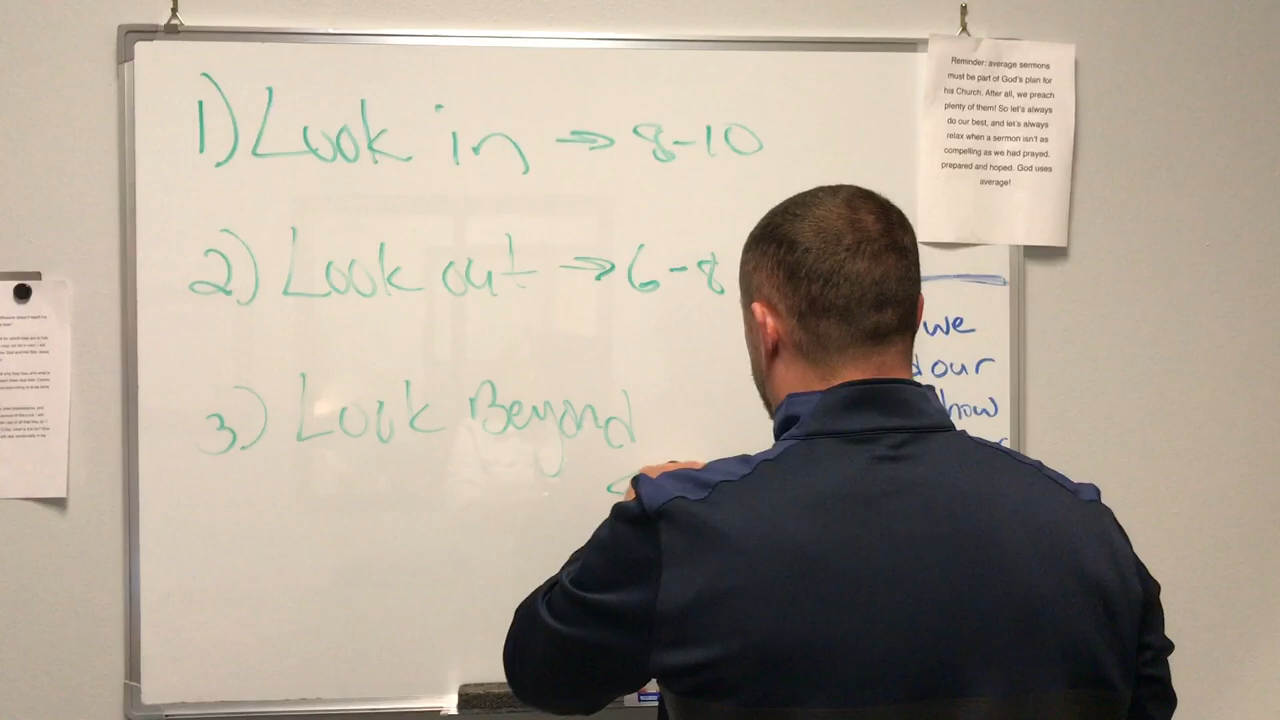 1) Look in → 8-10
2) Look out → 6-8
3) Look Beyond
Reminder: average sermons
must be part of God's plan for
his Church. After all, we preach
plenty of them! So let's always
do our best, and let's always
relax when a sermon isn't as
compelling as we had prayed,
prepared and hoped. God uses
average!
we
our
how